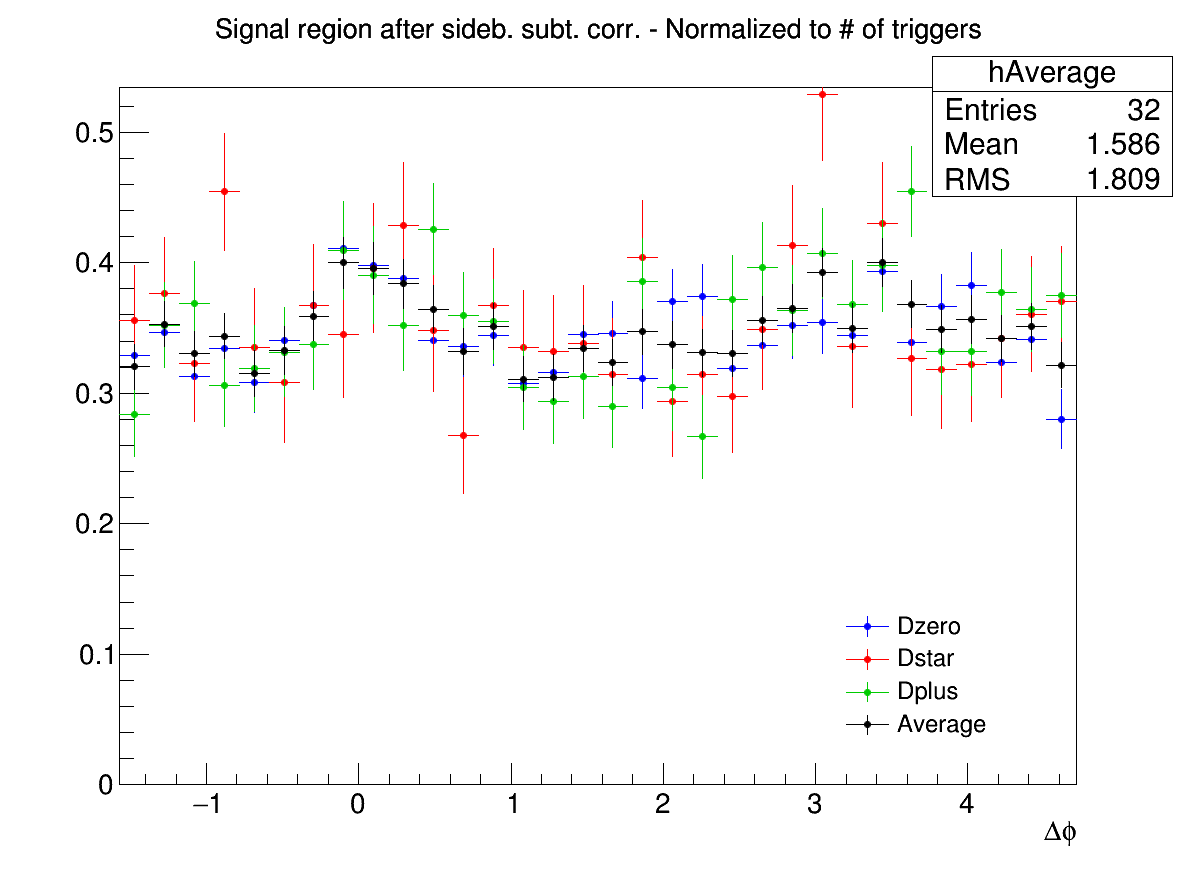 Signal region after sideb. subt. corr. - Normalized to # of triggers
hAverage
Entries 32
Mean 1.586
RMS 1.809
0.5
0.4
0.3
0.2
0.1
0
−1 0 1 2 3 4
Δϕ
Dzero
Dstar
Dplus
Average